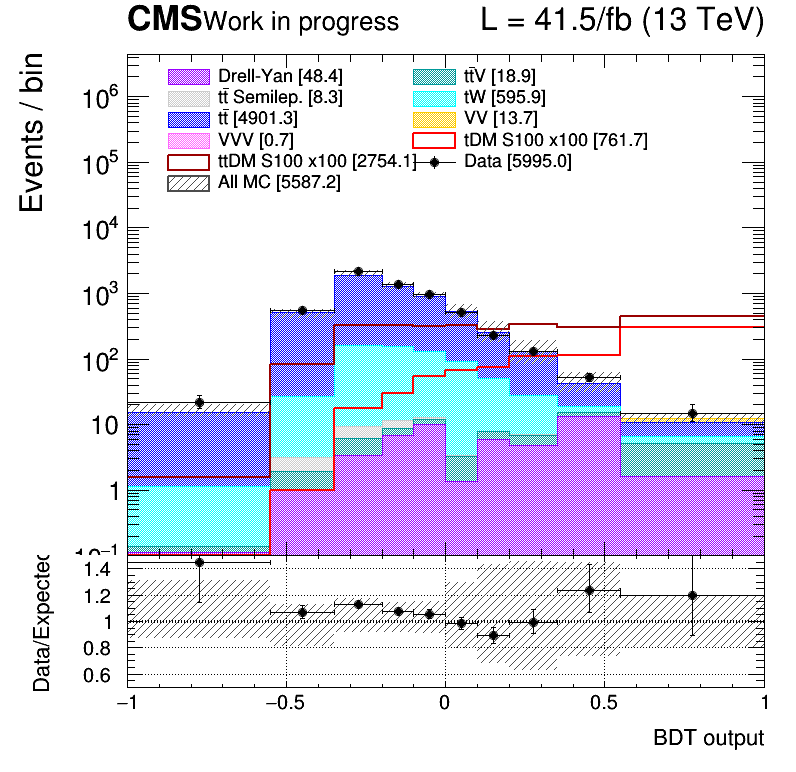 CMS Work in progress L = 41.5/fb (13 TeV)
Events / bin
Drell-Yan [48.4] tt̄V [18.9]
tt̄ Semilep. [8.3] tW [595.9]
tt̄ [4901.3] VV [13.7]
VVV [0.7] tDM S100 x100 [761.7]
ttDM S100 x100 [2754.1] Data [5995.0]
All MC [5587.2]
10⁶
10⁵
10⁴
10³
10²
10
1
10⁻¹
Data/Expected
1.4
1.2
1
0.8
0.6
−1 −0.5 0 0.5 1
BDT output